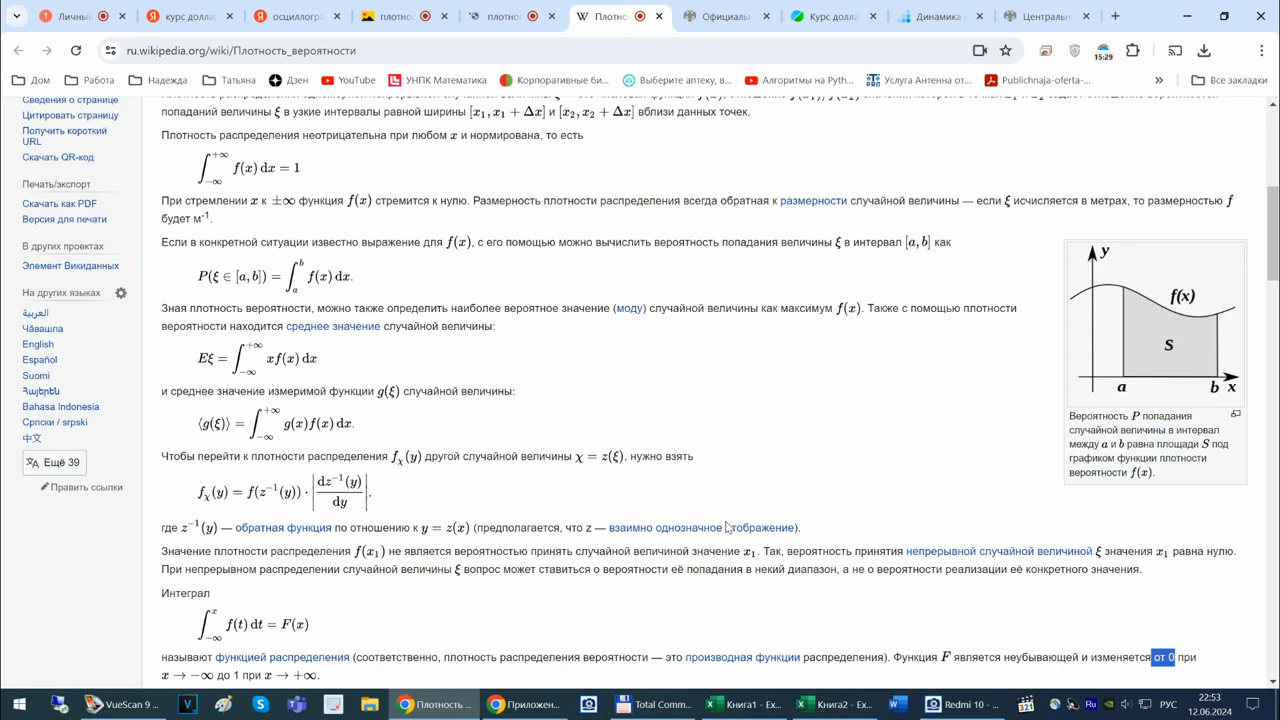 Личный
курс доллар
осциллогра
плотно
плотнос
Плотно
Официаль
Курс долла
Динамика
Центральн
ru.wikipedia.org/wiki/Плотность_вероятности
15:29
Дом
Работа
Надежда
Татьяна
Дзен
YouTube
УНПК Математика
Корпоративные би...
Выберите аптеку, в...
Алгоритмы на Pyth...
Услуга Антенна от...
Publichnaja-oferta-...
Все закладки
Сведения о странице
Цитировать страницу
Получить короткий
URL
Скачать QR-код
Печать/экспорт
Скачать как PDF
Версия для печати
В других проектах
Элемент Викиданных
На других языках
العربية
Чӑвашла
English
Español
Suomi
Հայերեն
Bahasa Indonesia
Српски / srpski
中文
Ещё 39
Править ссылки
попаданий величины ξ в узкие интервалы равной ширины [x₁, x₁ + Δx] и [x₂, x₂ + Δx] вблизи данных точек.
Плотность распределения неотрицательна при любом x и нормирована, то есть
∫₋∞^+∞ f(x) dx = 1
При стремлении x к ±∞ функция f(x) стремится к нулю. Размерность плотности распределения всегда обратная к размерности случайной величины — если ξ исчисляется в метрах, то размерностью f
будет м⁻¹.
Если в конкретной ситуации известно выражение для f(x), с его помощью можно вычислить вероятность попадания величины ξ в интервал [a, b] как
P(ξ ∈ [a, b]) = ∫ₐᵇ f(x) dx.
Зная плотность вероятности, можно также определить наиболее вероятное значение (моду) случайной величины как максимум f(x). Также с помощью плотности
вероятности находится среднее значение случайной величины:
Eξ = ∫₋∞^+∞ xf(x) dx
и среднее значение измеримой функции g(ξ) случайной величины:
⟨g(ξ)⟩ = ∫₋∞^+∞ g(x)f(x) dx.
Чтобы перейти к плотности распределения f_χ(y) другой случайной величины χ = z(ξ), нужно взять
f_χ(y) = f(z⁻¹(y)) · |dz⁻¹(y)/dy|,
где z⁻¹(y) — обратная функция по отношению к y = z(x) (предполагается, что z — взаимно однозначное отображение).
Значение плотности распределения f(x₁) не является вероятностью принять случайной величиной значение x₁. Так, вероятность принятия непрерывной случайной величиной ξ значения x₁ равна нулю.
При непрерывном распределении случайной величины ξ вопрос может ставиться о вероятности её попадания в некий диапазон, а не о вероятности реализации её конкретного значения.
Интеграл
∫₋∞^x f(t) dt = F(x)
называют функцией распределения (соответственно, плотность распределения вероятности — это производная функции распределения). Функция F является неубывающей и изменяется от 0 при
x → −∞ до 1 при x → +∞.
y
f(x)
S
a
b
x
Вероятность P попадания
случайной величины в интервал
между a и b равна площади S под
графиком функции плотности
вероятности f(x).
VueScan 9 ...
Плотность ...
Приложен...
Total Comm...
Книга1 - Ex...
Книга2 - Ex...
Redmi 10 - ...
Ru
РУС
22:53
12.06.2024